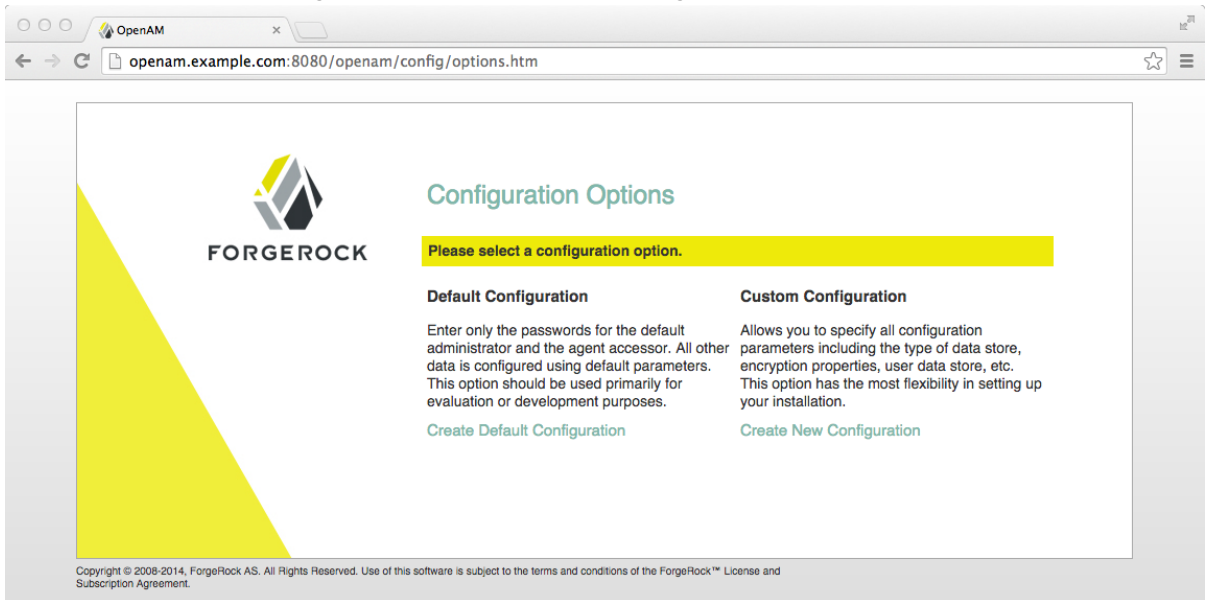 OpenAM
openam.example.com:8080/openam/config/options.htm
FORGEROCK
Configuration Options
Please select a configuration option.
Default Configuration
Enter only the passwords for the default
administrator and the agent accessor. All other
data is configured using default parameters.
This option should be used primarily for
evaluation or development purposes.
Create Default Configuration
Custom Configuration
Allows you to specify all configuration
parameters including the type of data store,
encryption properties, user data store, etc.
This option has the most flexibility in setting up
your installation.
Create New Configuration
Copyright © 2008-2014, ForgeRock AS. All Rights Reserved. Use of this software is subject to the terms and conditions of the ForgeRock™ License and
Subscription Agreement.